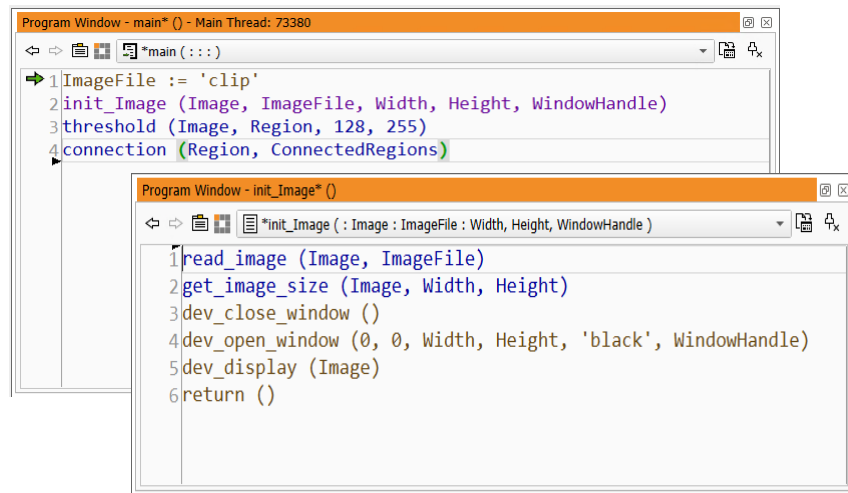 Program Window - main* () - Main Thread: 73380
*main ( : : : )
1 ImageFile := 'clip'
2 init_Image (Image, ImageFile, Width, Height, WindowHandle)
3 threshold (Image, Region, 128, 255)
4 connection (Region, ConnectedRegions)
Program Window - init_Image* ()
*init_Image ( : Image : ImageFile : Width, Height, WindowHandle )
1 read_image (Image, ImageFile)
2 get_image_size (Image, Width, Height)
3 dev_close_window ()
4 dev_open_window (0, 0, Width, Height, 'black', WindowHandle)
5 dev_display (Image)
6 return ()